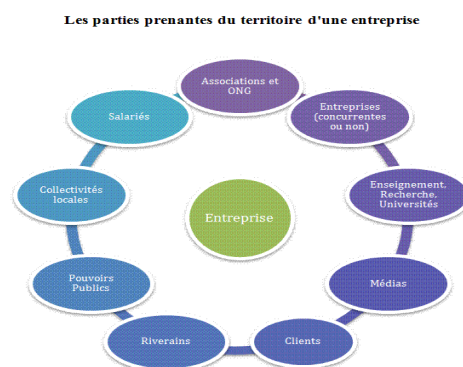 Les parties prenantes du territoire d'une entreprise
Associations et
ONG
Entreprises
(concurrentes
ou non)
Enseignement,
Recherche,
Universités
Médias
Clients
Riverains
Pouvoirs
Publics
Collectivités
locales
Salariés
Entreprise